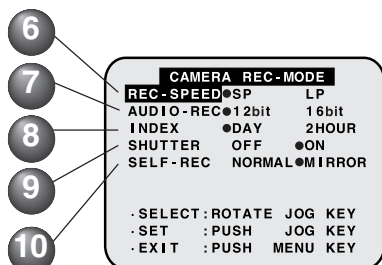 6
7
8
9
10
CAMERA REC-MODE
REC-SPEED ●SP LP
AUDIO-REC ●12bit 16bit
INDEX ●DAY 2HOUR
SHUTTER OFF ●ON
SELF-REC NORMAL ●MIRROR
·SELECT:ROTATE JOG KEY
·SET :PUSH JOG KEY
·EXIT :PUSH MENU KEY